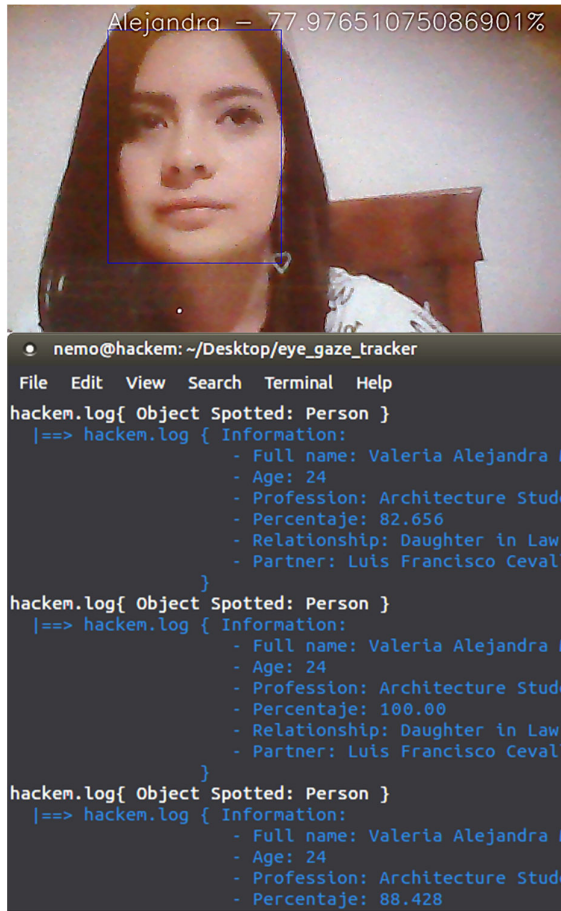 Alejandra - 77.97651075086901%
nemo@hackem: ~/Desktop/eye_gaze_tracker
File Edit View Search Terminal Help
hackem.log{ Object Spotted: Person }
|==> hackem.log { Information:
- Full name: Valeria Alejandra
- Age: 24
- Profession: Architecture Stud
- Percentaje: 82.656
- Relationship: Daughter in Law
- Partner: Luis Francisco Ceval
}
hackem.log{ Object Spotted: Person }
|==> hackem.log { Information:
- Full name: Valeria Alejandra
- Age: 24
- Profession: Architecture Stud
- Percentaje: 100.00
- Relationship: Daughter in Law
- Partner: Luis Francisco Ceval
}
hackem.log{ Object Spotted: Person }
|==> hackem.log { Information:
- Full name: Valeria Alejandra
- Age: 24
- Profession: Architecture Stud
- Percentaje: 88.428